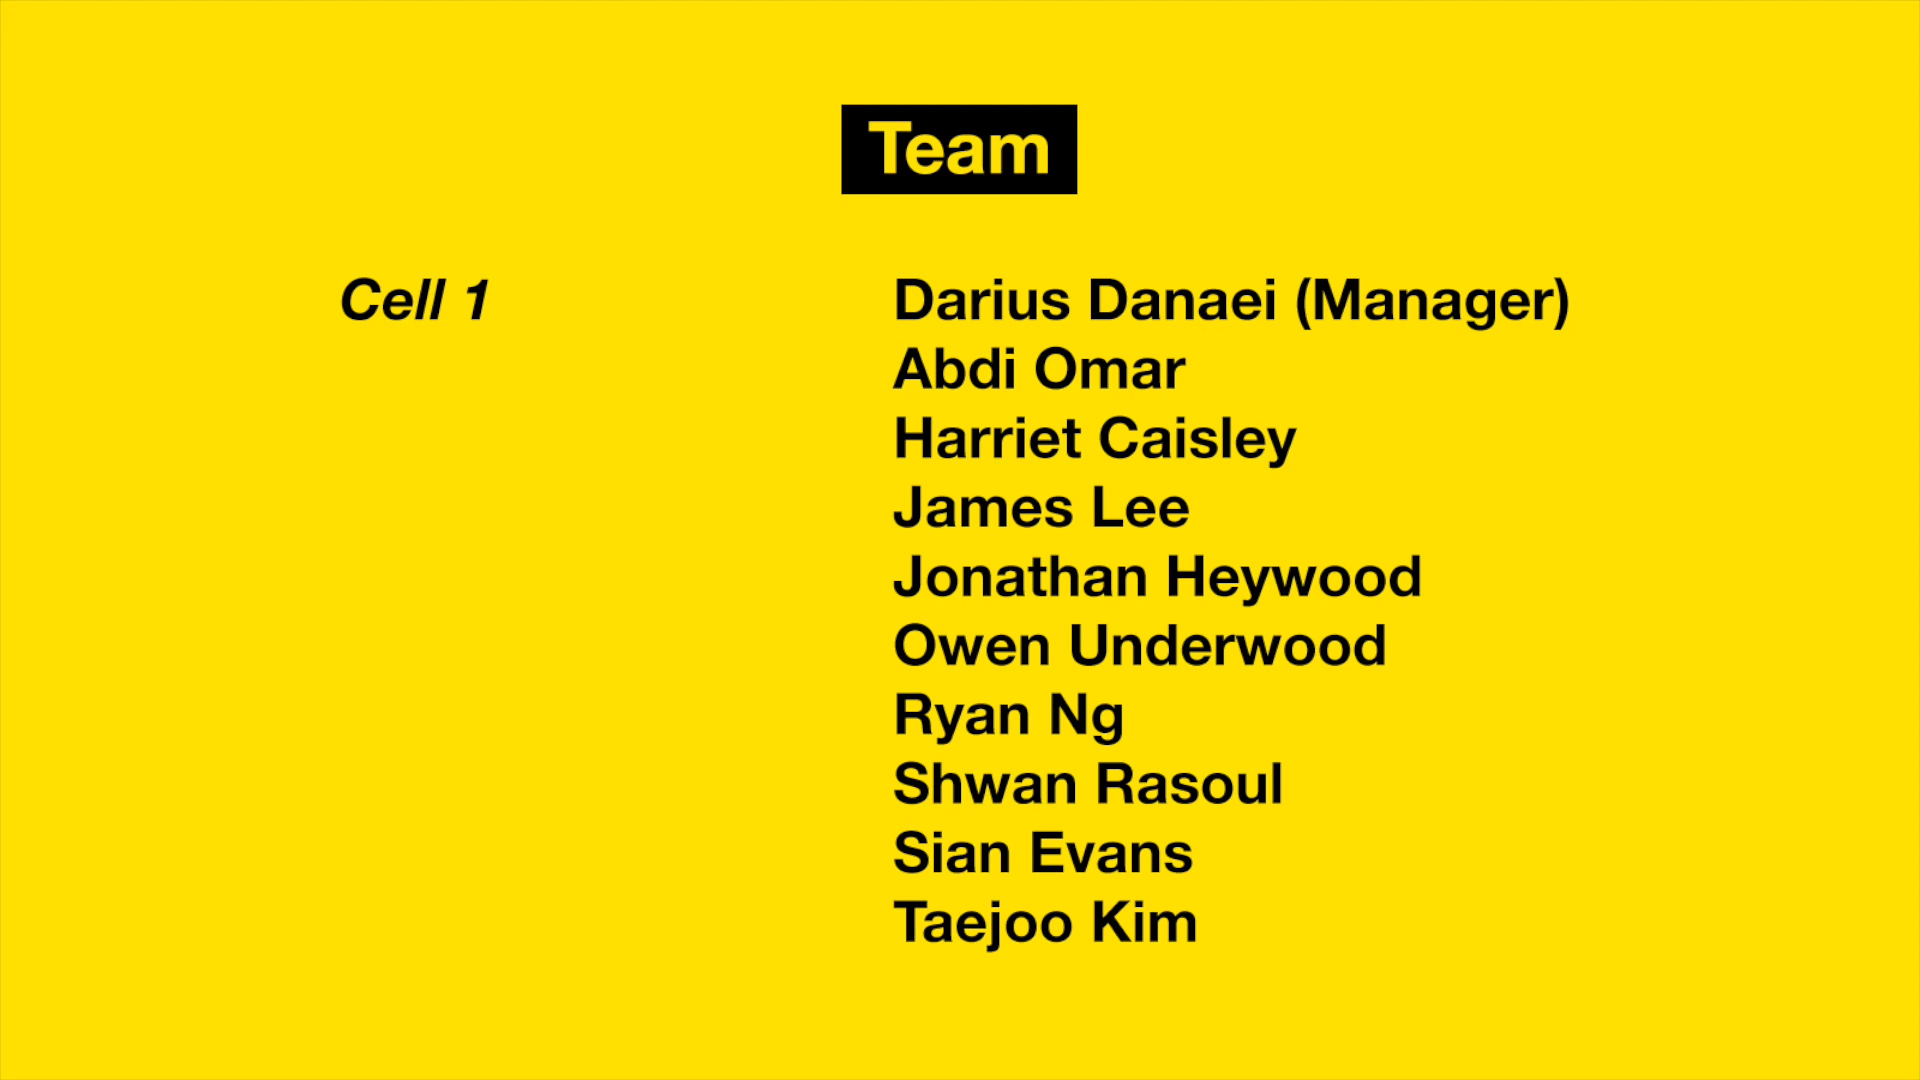 Team
Cell 1
Darius Danaei (Manager)
Abdi Omar
Harriet Caisley
James Lee
Jonathan Heywood
Owen Underwood
Ryan Ng
Shwan Rasoul
Sian Evans
Taejoo Kim